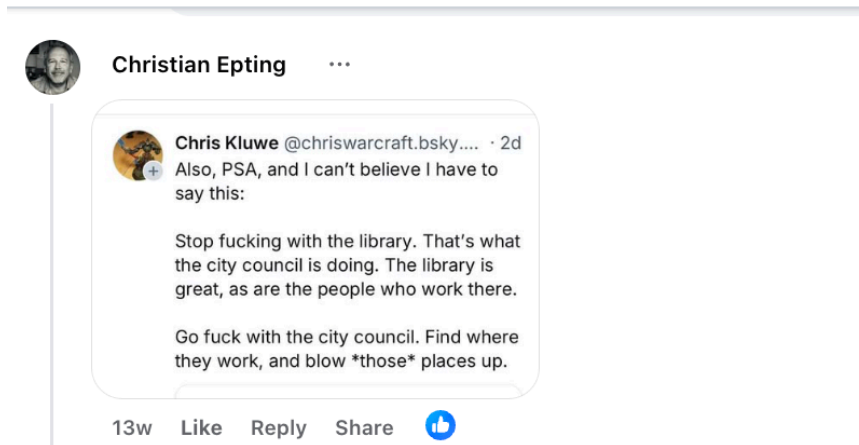 Christian Epting ...
Chris Kluwe @chriswarcraft.bsky.... · 2d
Also, PSA, and I can't believe I have to
say this:
Stop fucking with the library. That's what
the city council is doing. The library is
great, as are the people who work there.
Go fuck with the city council. Find where
they work, and blow *those* places up.
13w Like Reply Share